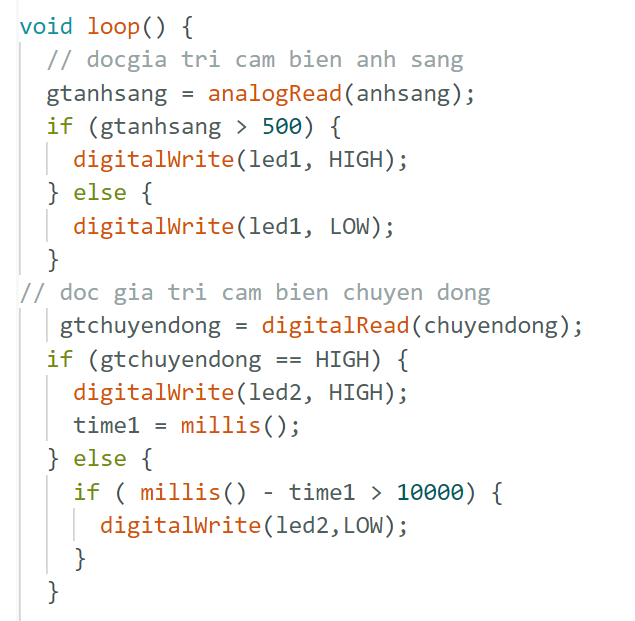 void loop() {
  // docgia tri cam bien anh sang
  gtanhsang = analogRead(anhsang);
  if (gtanhsang > 500) {
    digitalWrite(led1, HIGH);
  } else {
    digitalWrite(led1, LOW);
  }
// doc gia tri cam bien chuyen dong
   gtchuyendong = digitalRead(chuyendong);
  if (gtchuyendong == HIGH) {
    digitalWrite(led2, HIGH);
    time1 = millis();
  } else {
    if ( millis() - time1 > 10000) {
      digitalWrite(led2,LOW);
    }
  }